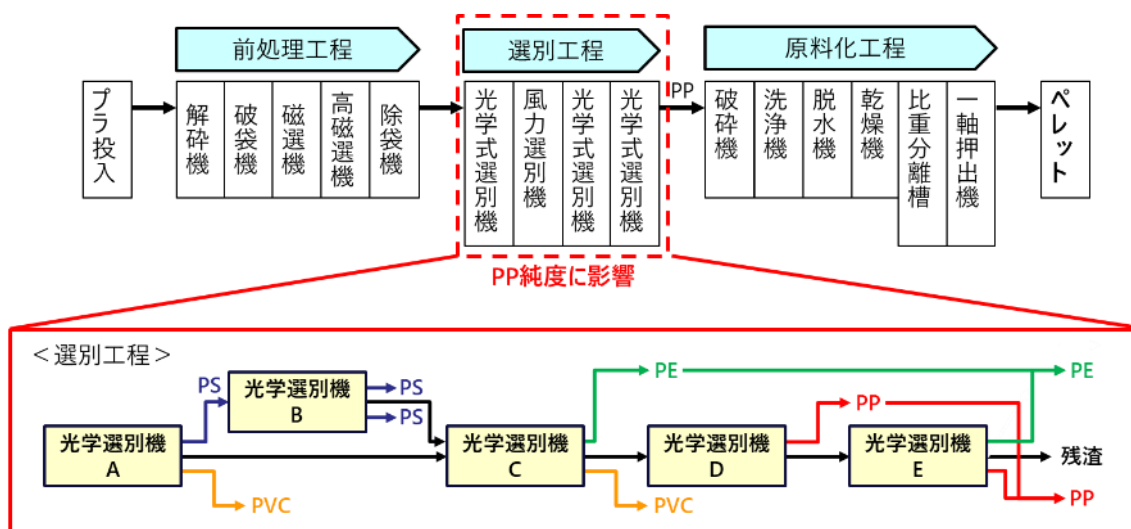 前処理工程
選別工程
原料化工程
プラ投入
解砕機
破袋機
磁選機
高磁選機
除袋機
光学式選別機
風力選別機
光学式選別機
光学式選別機
PP
破砕機
洗浄機
脱水機
乾燥機
比重分離槽
一軸押出機
ペレット
PP純度に影響
<選別工程>
光学選別機
A
PS
PVC
光学選別機
B
PS
PS
光学選別機
C
PE
PVC
光学選別機
D
PP
光学選別機
E
PE
残渣
PP